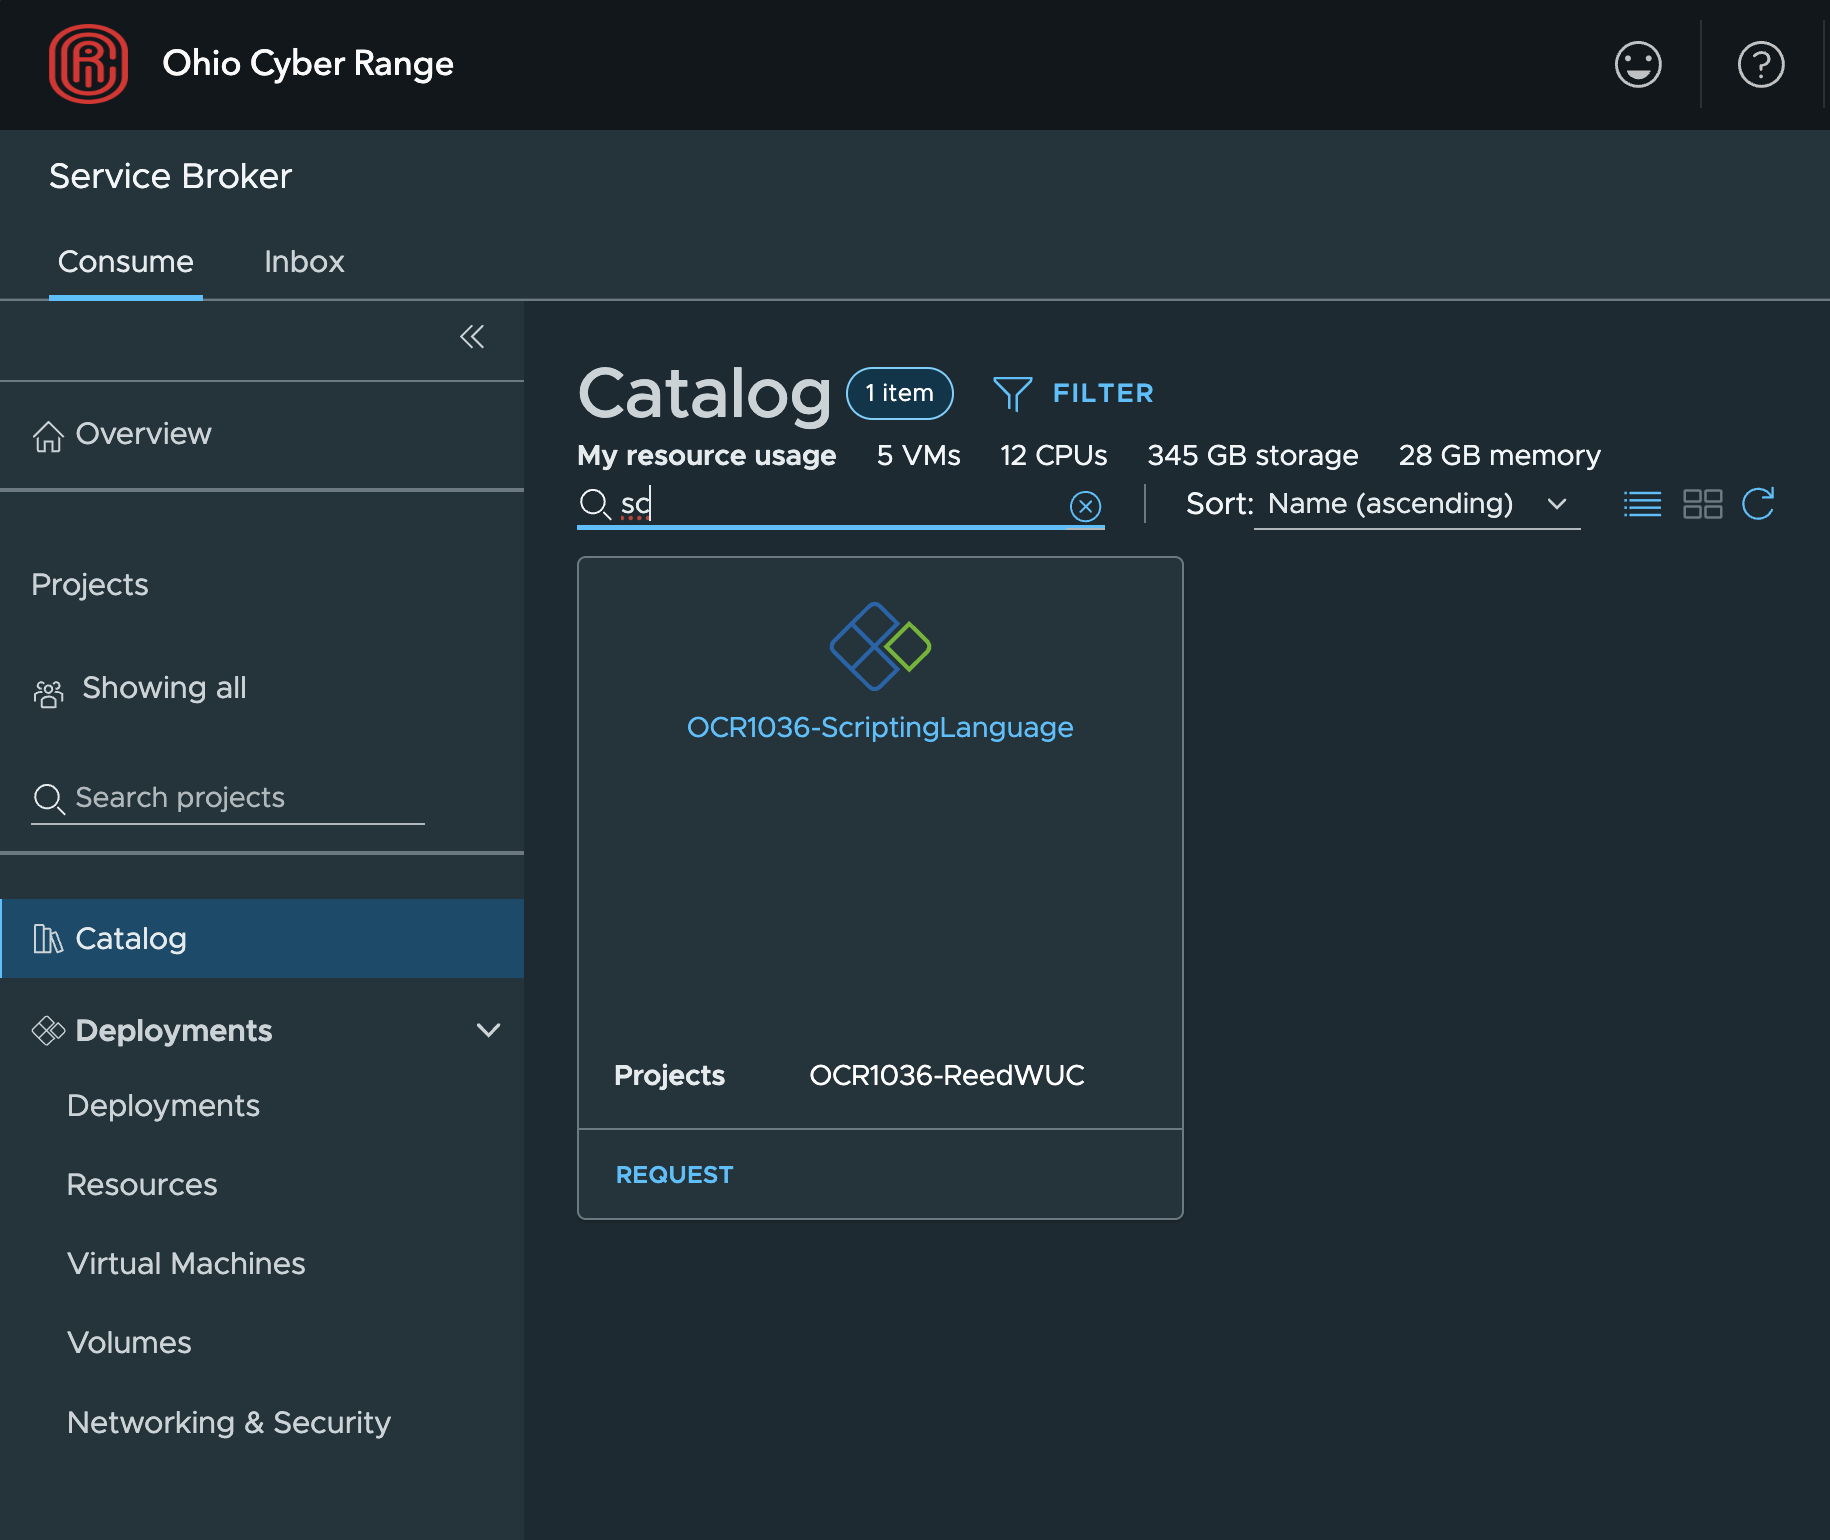 Ohio Cyber Range
Service Broker
Consume Inbox
Overview
Projects
Showing all
Search projects
Catalog
Deployments
Deployments
Resources
Virtual Machines
Volumes
Networking & Security
Catalog 1 item FILTER
My resource usage 5 VMs 12 CPUs 345 GB storage 28 GB memory
sc Sort: Name (ascending)
OCR1036-ScriptingLanguage
Projects OCR1036-ReedWUC
REQUEST